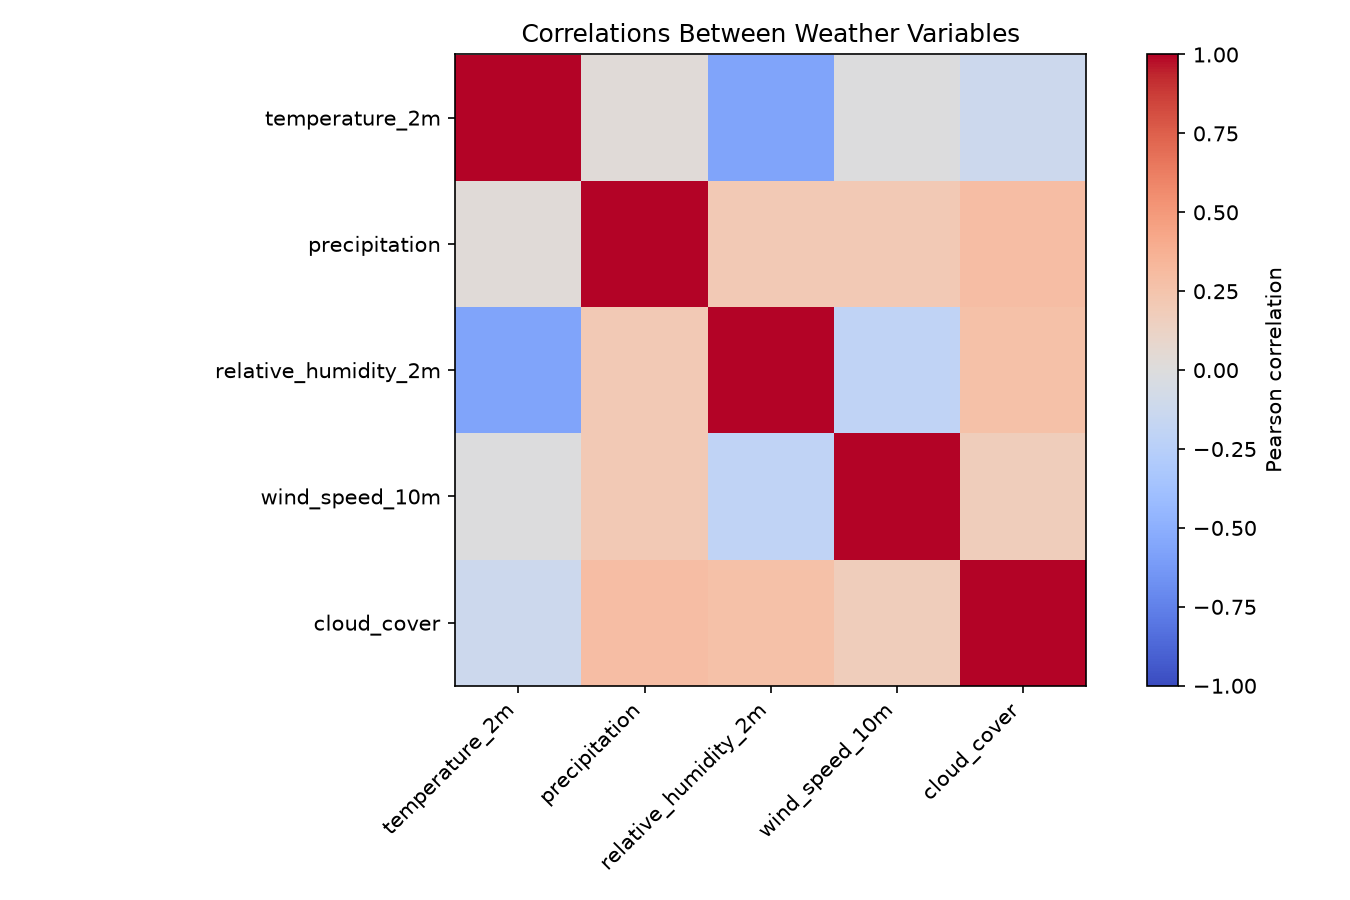 Correlations Between Weather Variables
temperature_2m
precipitation
relative_humidity_2m
wind_speed_10m
cloud_cover
temperature_2m
precipitation
relative_humidity_2m
wind_speed_10m
cloud_cover
1.00
0.75
0.50
0.25
0.00
−0.25
−0.50
−0.75
−1.00
Pearson correlation